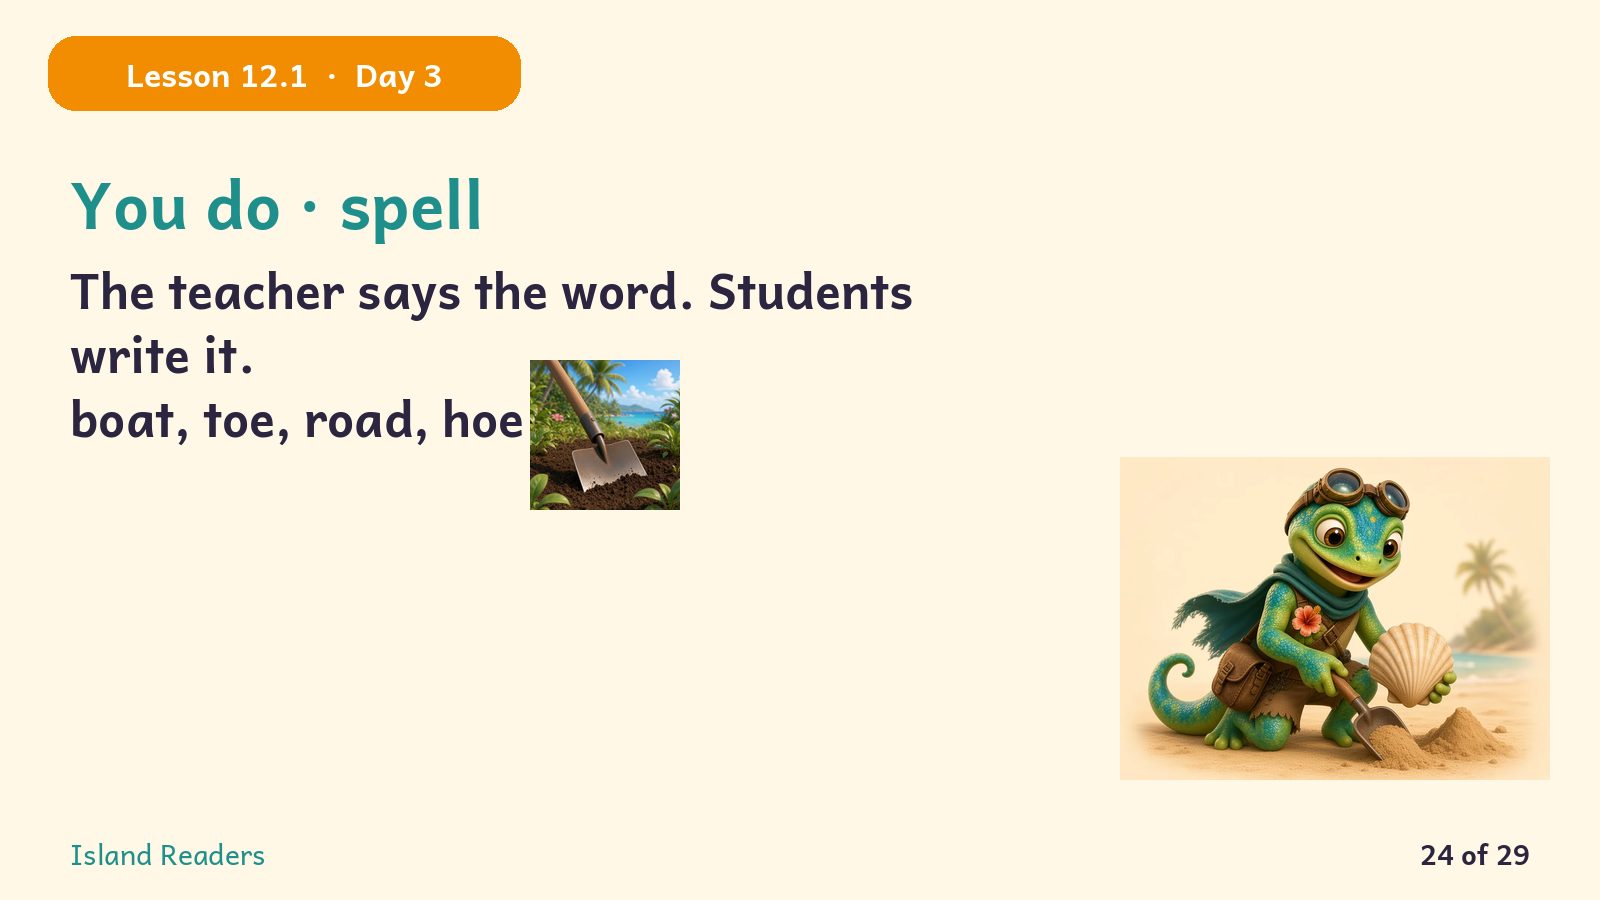 Lesson 12.1 · Day 3
You do · spell
The teacher says the word. Students
write it.
boat, toe, road, hoe
Island Readers
24 of 29